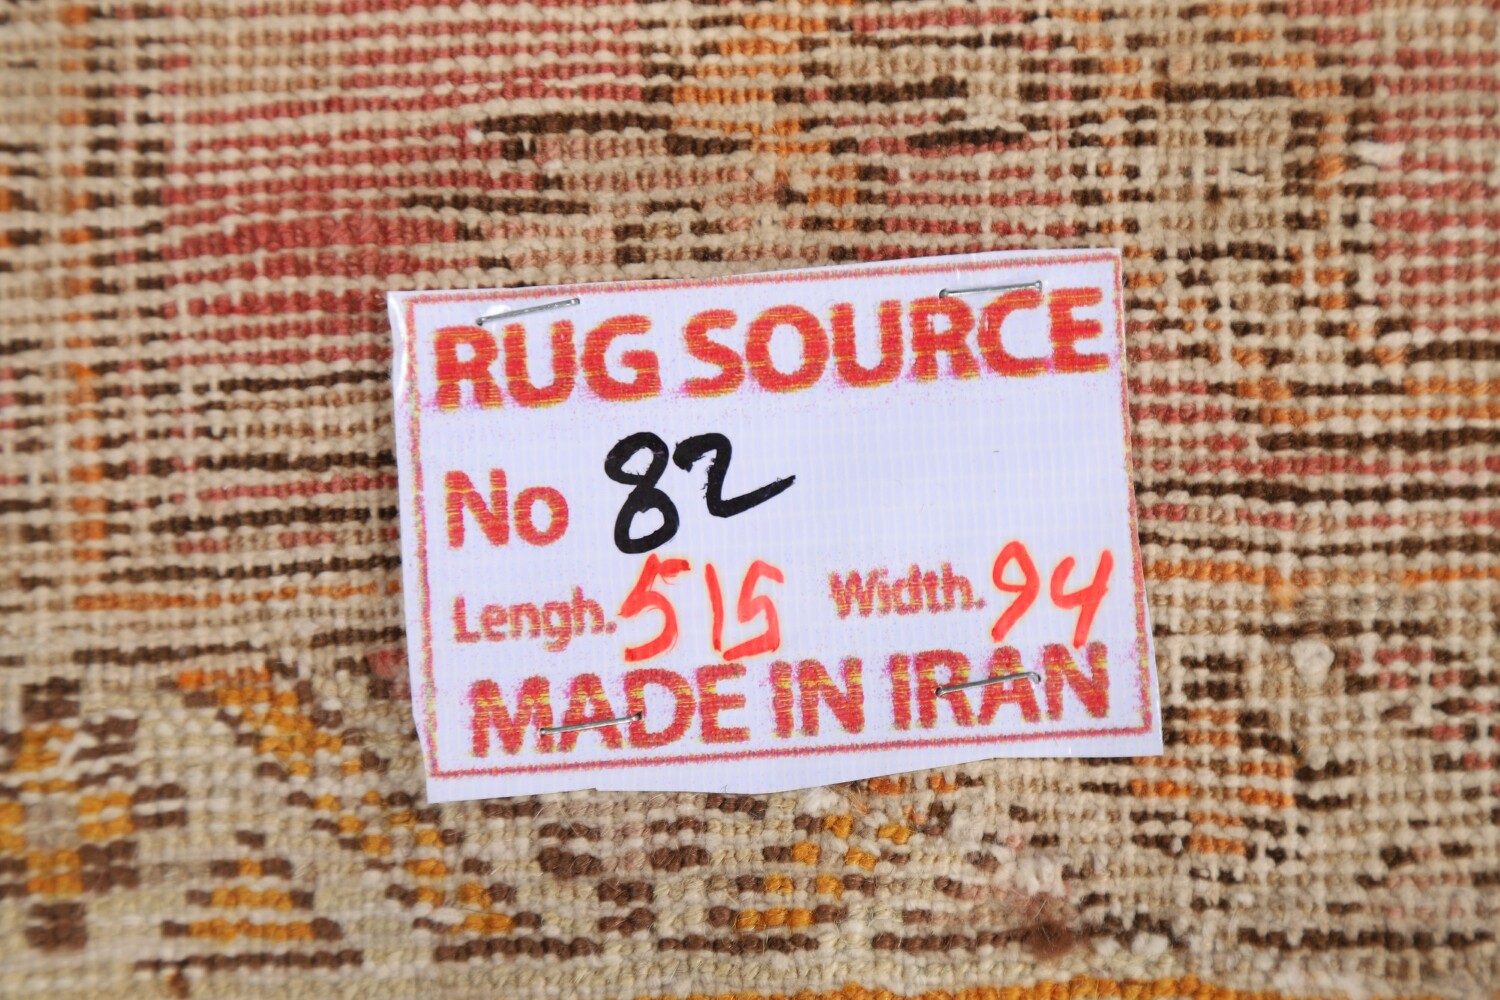 RUG SOURCE
No 82
Lengh. 515 Width. 94
MADE IN IRAN